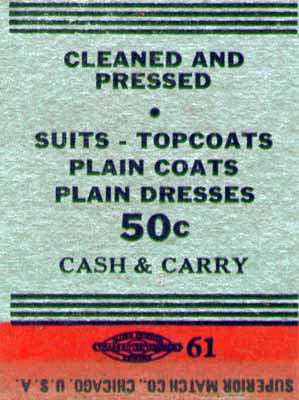 CLEANED AND
PRESSED
•
SUITS - TOPCOATS
PLAIN COATS
PLAIN DRESSES
50c
CASH & CARRY
61
SUPERIOR MATCH CO., CHICAGO, U. S. A.